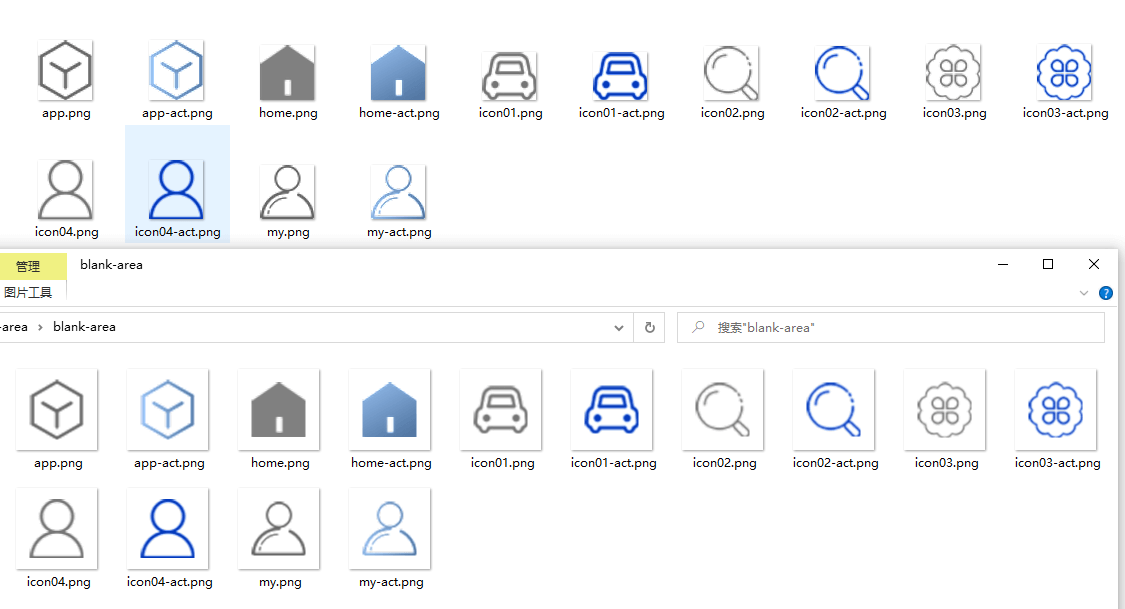 app.png app-act.png home.png home-act.png icon01.png icon01-act.png icon02.png icon02-act.png icon03.png icon03-act.png
icon04.png icon04-act.png my.png my-act.png
管理 blank-area
图片工具
-area › blank-area 搜索"blank-area"
app.png app-act.png home.png home-act.png icon01.png icon01-act.png icon02.png icon02-act.png icon03.png icon03-act.png
icon04.png icon04-act.png my.png my-act.png